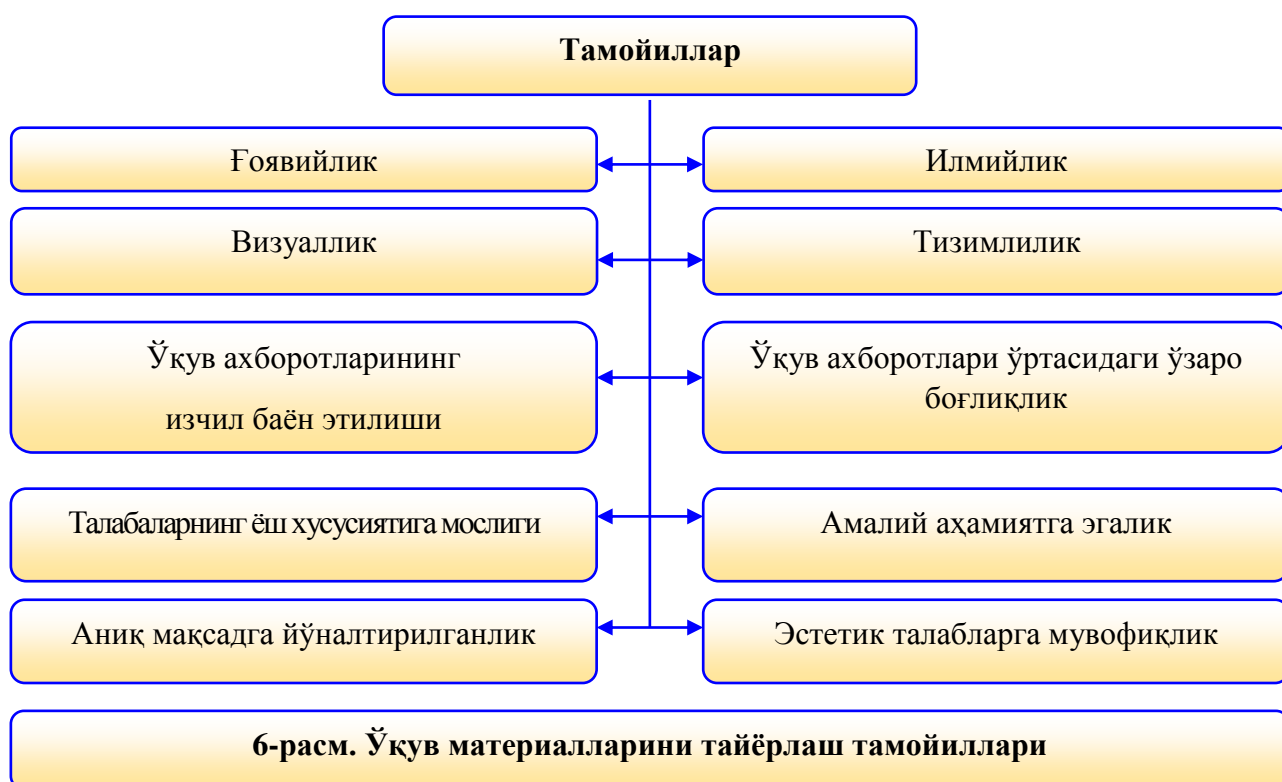 Тамойиллар
Ғоявийлик
Илмийлик
Визуаллик
Тизимлилик
Ўқув ахборотларининг
изчил баён этилиши
Ўқув ахборотлари ўртасидаги ўзаро
боғлиқлик
Талабаларнинг ёш хусусиятига мослиги
Амалий аҳамиятга эгалик
Аниқ мақсадга йўналтирилганлик
Эстетик талабларга мувофиқлик
6-расм. Ўқув материалларини тайёрлаш тамойиллари